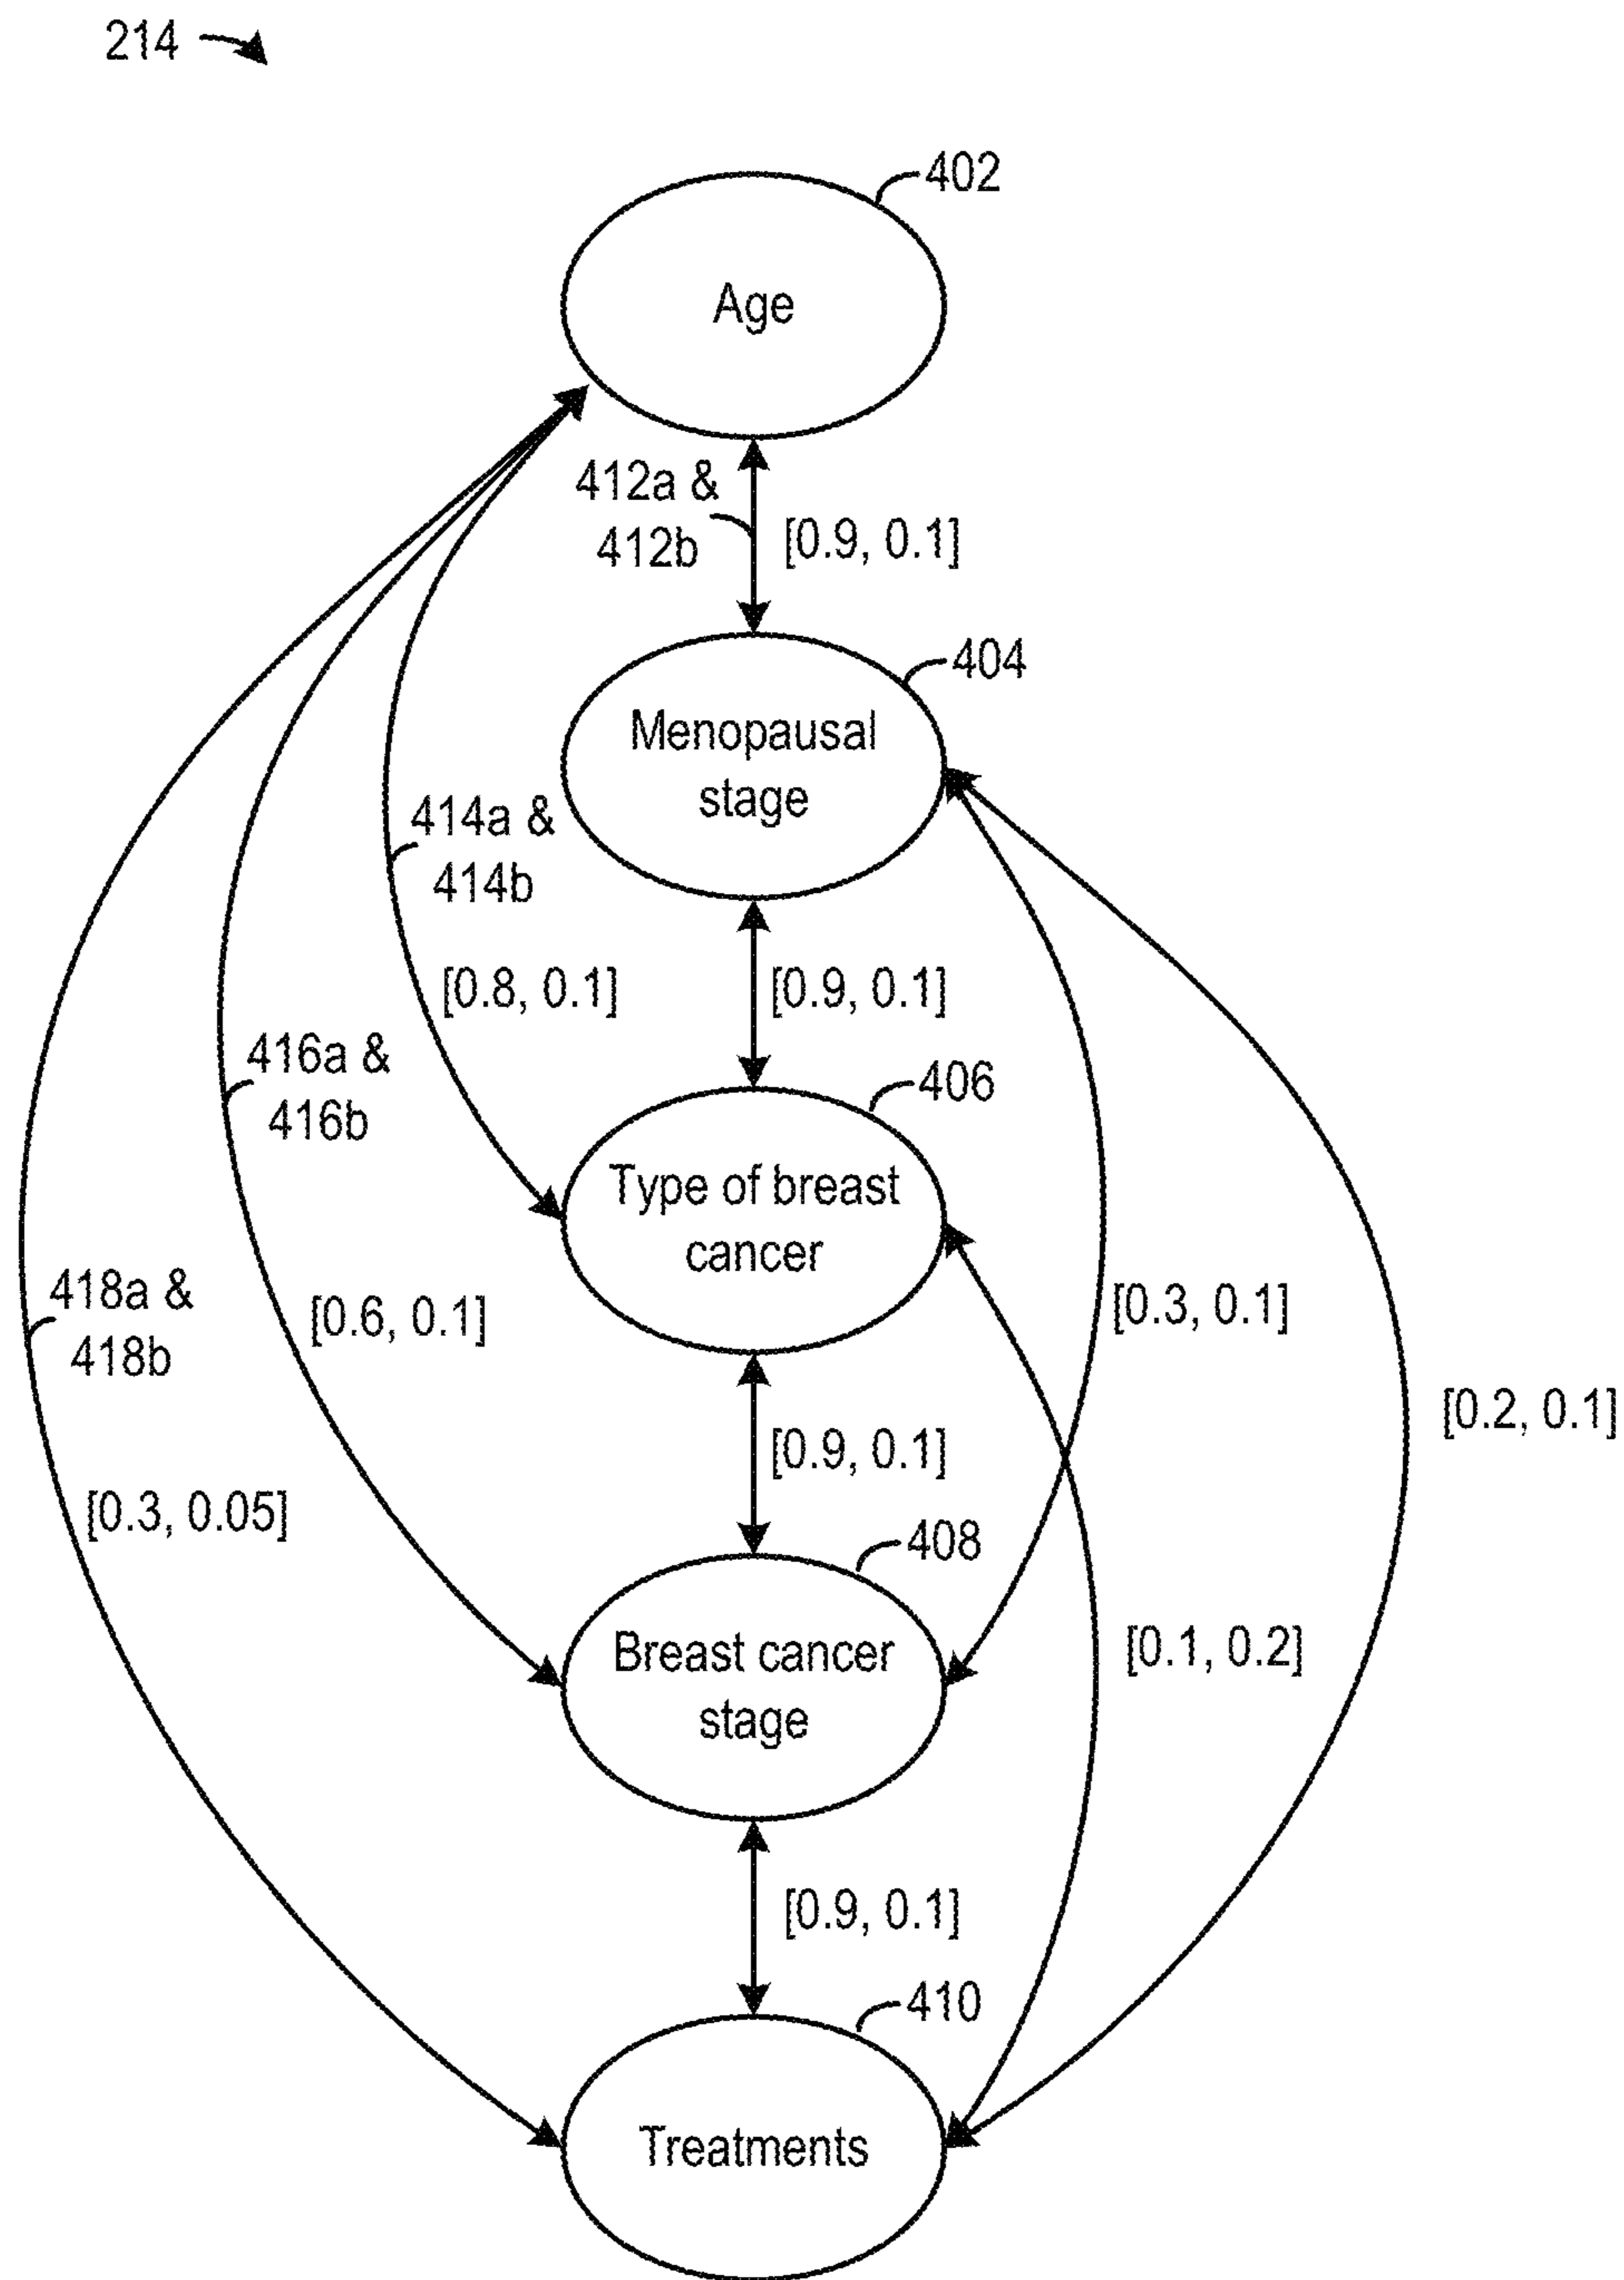 214
402
Age
412a &
412b
[0.9, 0.1]
404
Menopausal
stage
414a &
414b
[0.8, 0.1]
[0.9, 0.1]
416a &
416b
406
Type of breast
cancer
418a &
418b
[0.6, 0.1]
[0.3, 0.1]
[0.2, 0.1]
[0.9, 0.1]
[0.3, 0.05]
408
Breast cancer
stage
[0.1, 0.2]
[0.9, 0.1]
410
Treatments